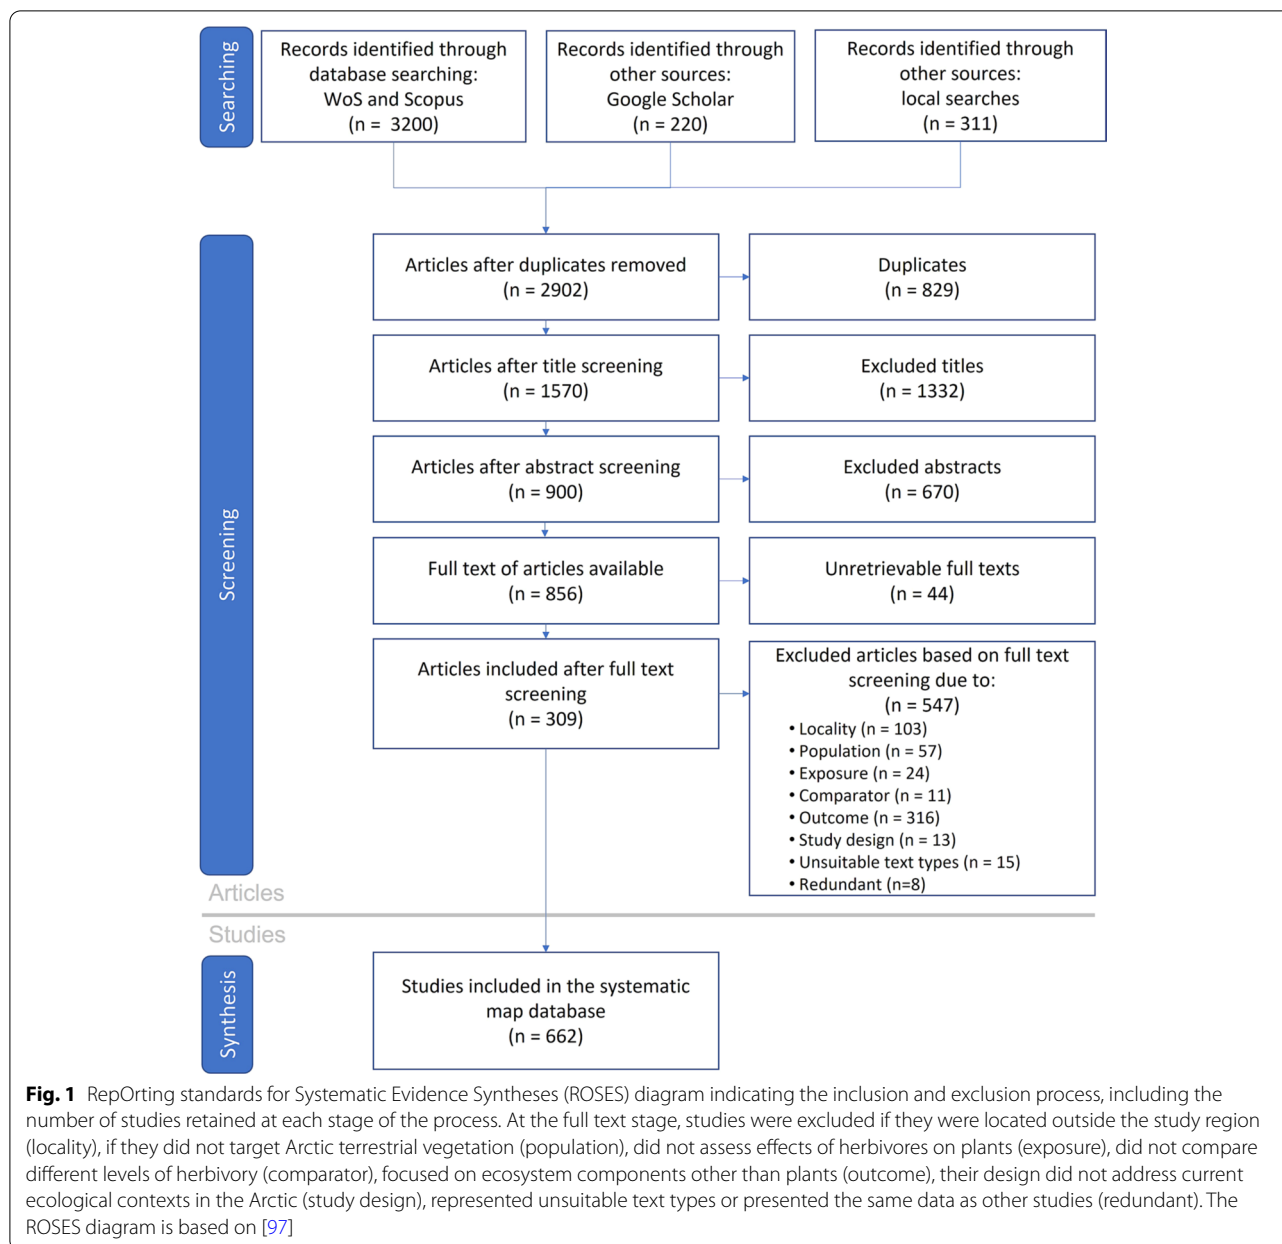 Searching
Records identified through
database searching:
WoS and Scopus
(n = 3200)
Records identified through
other sources:
Google Scholar
(n = 220)
Records identified through
other sources:
local searches
(n = 311)
Screening
Articles after duplicates removed
(n = 2902)
Duplicates
(n = 829)
Articles after title screening
(n = 1570)
Excluded titles
(n = 1332)
Articles after abstract screening
(n = 900)
Excluded abstracts
(n = 670)
Full text of articles available
(n = 856)
Unretrievable full texts
(n = 44)
Articles included after full text
screening
(n = 309)
Excluded articles based on full text
screening due to:
(n = 547)
• Locality (n = 103)
• Population (n = 57)
• Exposure (n = 24)
• Comparator (n = 11)
• Outcome (n = 316)
• Study design (n = 13)
• Unsuitable text types (n = 15)
• Redundant (n=8)
Articles
Studies
Synthesis
Studies included in the systematic
map database
(n = 662)
Fig. 1 RepOrting standards for Systematic Evidence Syntheses (ROSES) diagram indicating the inclusion and exclusion process, including the
number of studies retained at each stage of the process. At the full text stage, studies were excluded if they were located outside the study region
(locality), if they did not target Arctic terrestrial vegetation (population), did not assess effects of herbivores on plants (exposure), did not compare
different levels of herbivory (comparator), focused on ecosystem components other than plants (outcome), their design did not address current
ecological contexts in the Arctic (study design), represented unsuitable text types or presented the same data as other studies (redundant). The
ROSES diagram is based on [97]